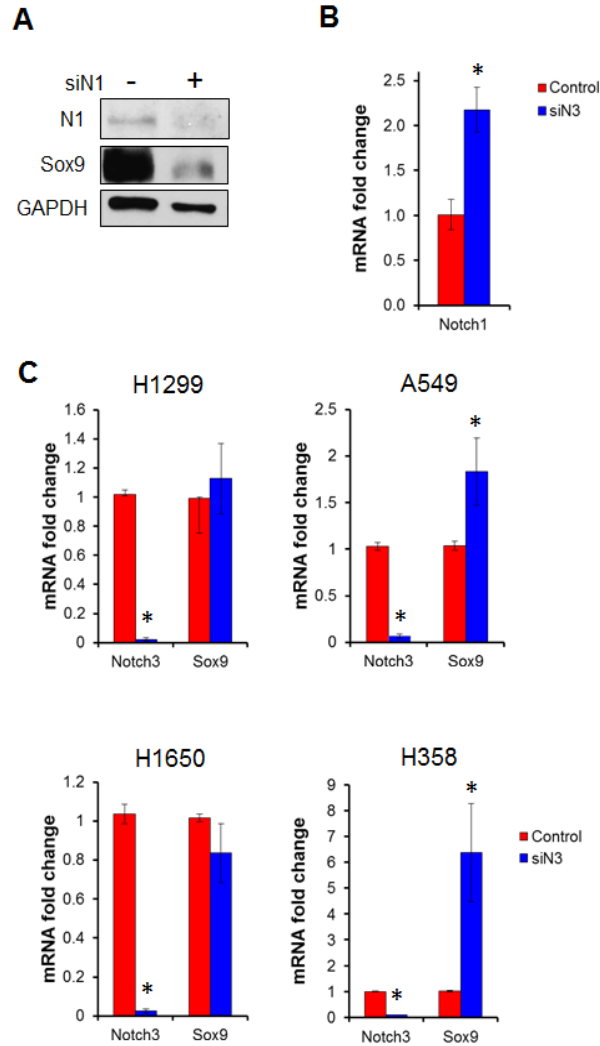 A
siN1 - +
N1
Sox9
GAPDH
B
mRNA fold change
2.5
2.0
1.5
1.0
0.5
0.0
*
Notch1
Control
siN3
C
H1299
mRNA fold change
1.6
1.4
1.2
1
0.8
0.6
0.4
0.2
0
*
Notch3 Sox9
A549
mRNA fold change
2.5
2
1.5
1
0.5
0
*
*
Notch3 Sox9
H1650
mRNA fold change
1.2
1
0.8
0.6
0.4
0.2
0
*
Notch3 Sox9
H358
mRNA fold change
9
8
7
6
5
4
3
2
1
0
*
*
Notch3 Sox9
Control
siN3